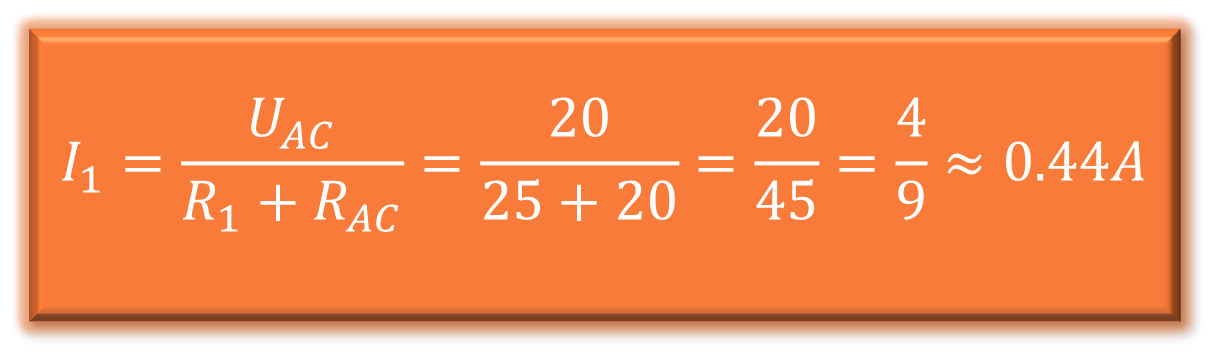 I₁ = U_AC / (R₁ + R_AC) = 20 / (25 + 20) = 20 / 45 = 4 / 9 ≈ 0.44A